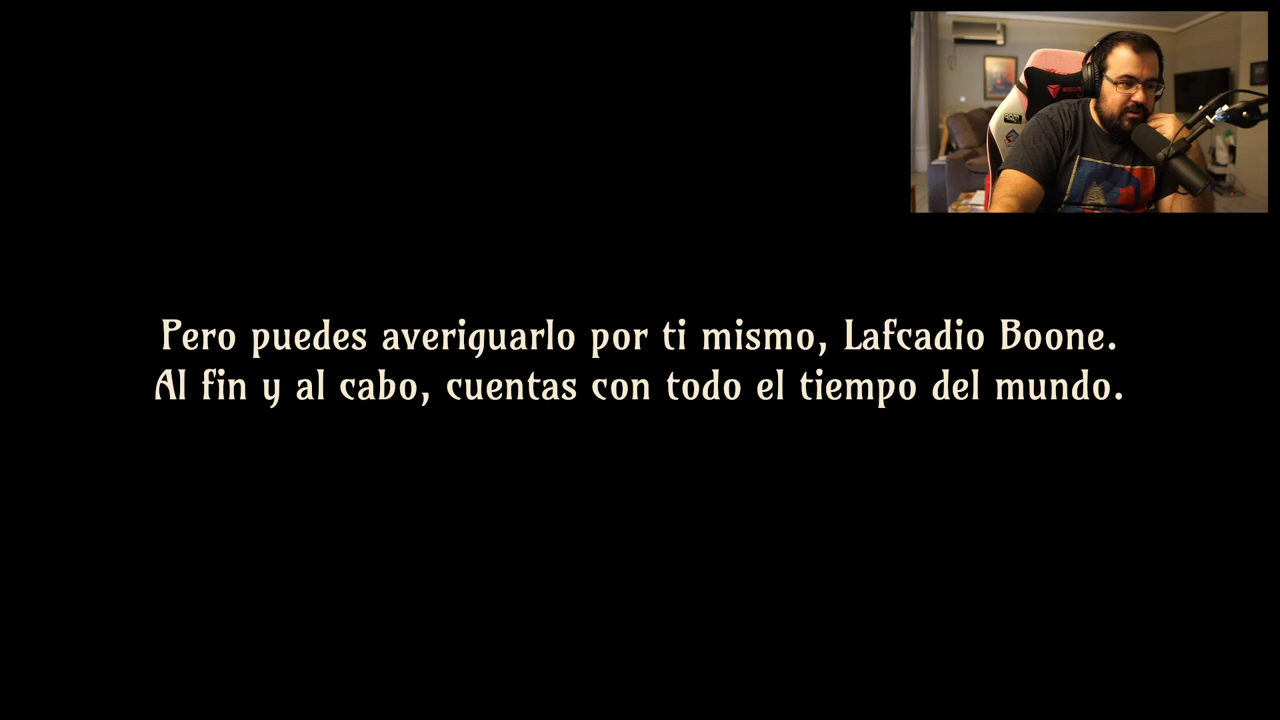 Pero puedes averiguarlo por ti mismo, Lafcadio Boone.
Al fin y al cabo, cuentas con todo el tiempo del mundo.